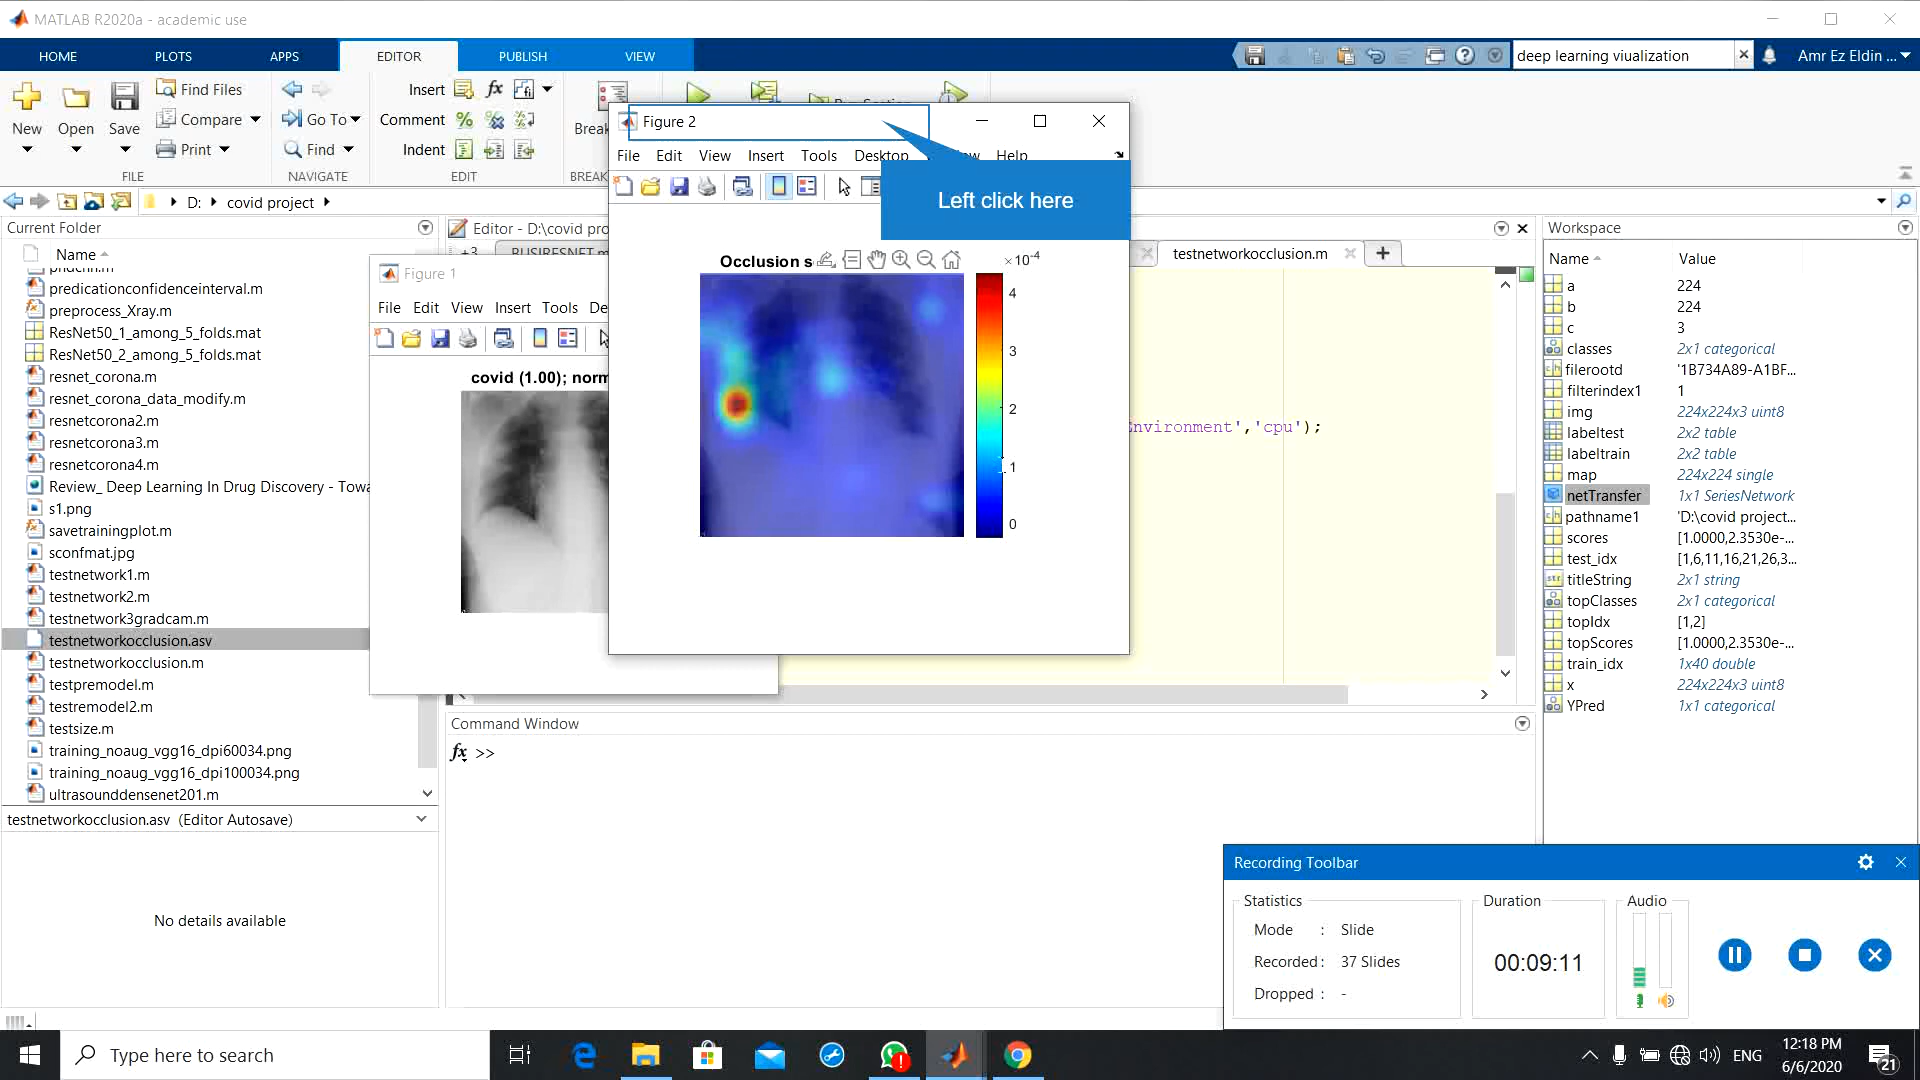 MATLAB R2020a - academic use
HOME PLOTS APPS EDITOR PUBLISH VIEW
deep learning viualization
Amr Ez Eldin ...
New Open Save
Find Files
Compare
Print
FILE
Go To
Find
NAVIGATE
Insert
Comment
Indent
EDIT
fx
D: covid project
Current Folder
Name
predicationconfidenceinterval.m
preprocess_Xray.m
ResNet50_1_among_5_folds.mat
ResNet50_2_among_5_folds.mat
resnet_corona.m
resnet_corona_data_modify.m
resnetcorona2.m
resnetcorona3.m
resnetcorona4.m
Review_ Deep Learning In Drug Discovery - Towa
s1.png
savetrainingplot.m
sconfmat.jpg
testnetwork1.m
testnetwork2.m
testnetwork3gradcam.m
testnetworkocclusion.asv
testnetworkocclusion.m
testpremodel.m
testremodel2.m
testsize.m
training_noaug_vgg16_dpi60034.png
training_noaug_vgg16_dpi100034.png
ultrasounddensenet201.m
testnetworkocclusion.asv (Editor Autosave)
No details available
Editor - D:\covid pro
+3
testnetworkocclusion.m
Environment','cpu');
Figure 1
File Edit View Insert Tools De
covid (1.00); norm
Figure 2
File Edit View Insert Tools Desktop Help
Left click here
Occlusion s
×10-4
4
3
2
1
0
Command Window
fx >>
Workspace
Name Value
a 224
b 224
c 3
classes 2x1 categorical
filerootd '1B734A89-A1BF...
filterindex1 1
img 224x224x3 uint8
labeltest 2x2 table
labeltrain 2x2 table
map 224x224 single
netTransfer 1x1 SeriesNetwork
pathname1 'D:\covid project...
scores [1.0000,2.3530e-...
test_idx [1,6,11,16,21,26,3...
titleString 2x1 string
topClasses 2x1 categorical
topIdx [1,2]
topScores [1.0000,2.3530e-...
train_idx 1x40 double
x 224x224x3 uint8
YPred 1x1 categorical
Recording Toolbar
Statistics
Mode : Slide
Recorded : 37 Slides
Dropped : -
Duration
00:09:11
Audio
Type here to search
ENG
12:18 PM
6/6/2020
21